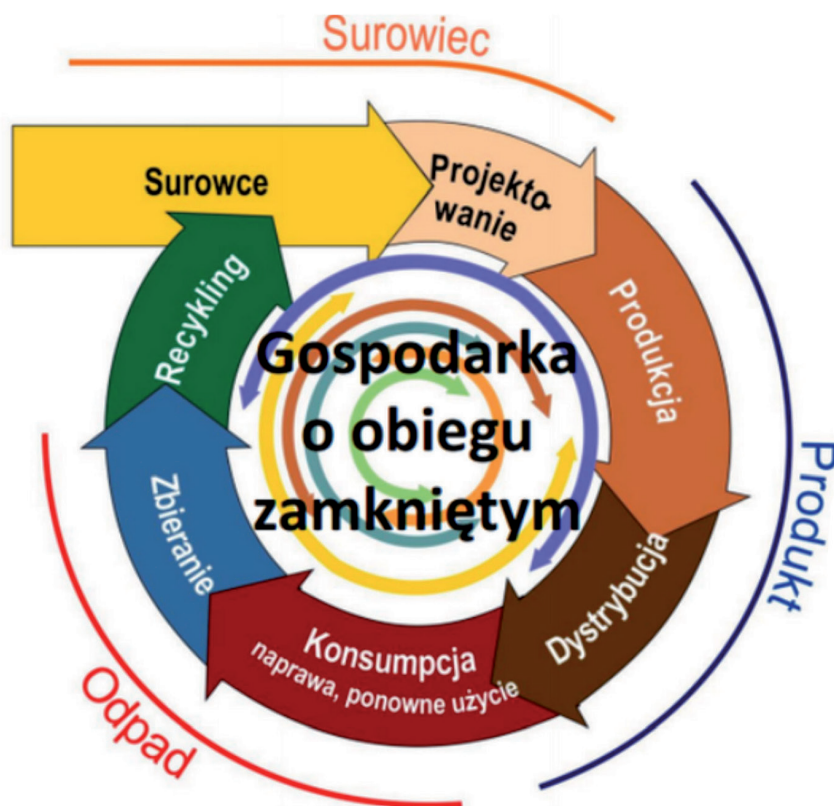 Surowiec
Surowce
Projekto-
wanie
Produkcja
Produkt
Dystrybucja
Konsumpcja
naprawa, ponowne użycie
Odpad
Zbieranie
Recykling
Gospodarka
o obiegu
zamkniętym